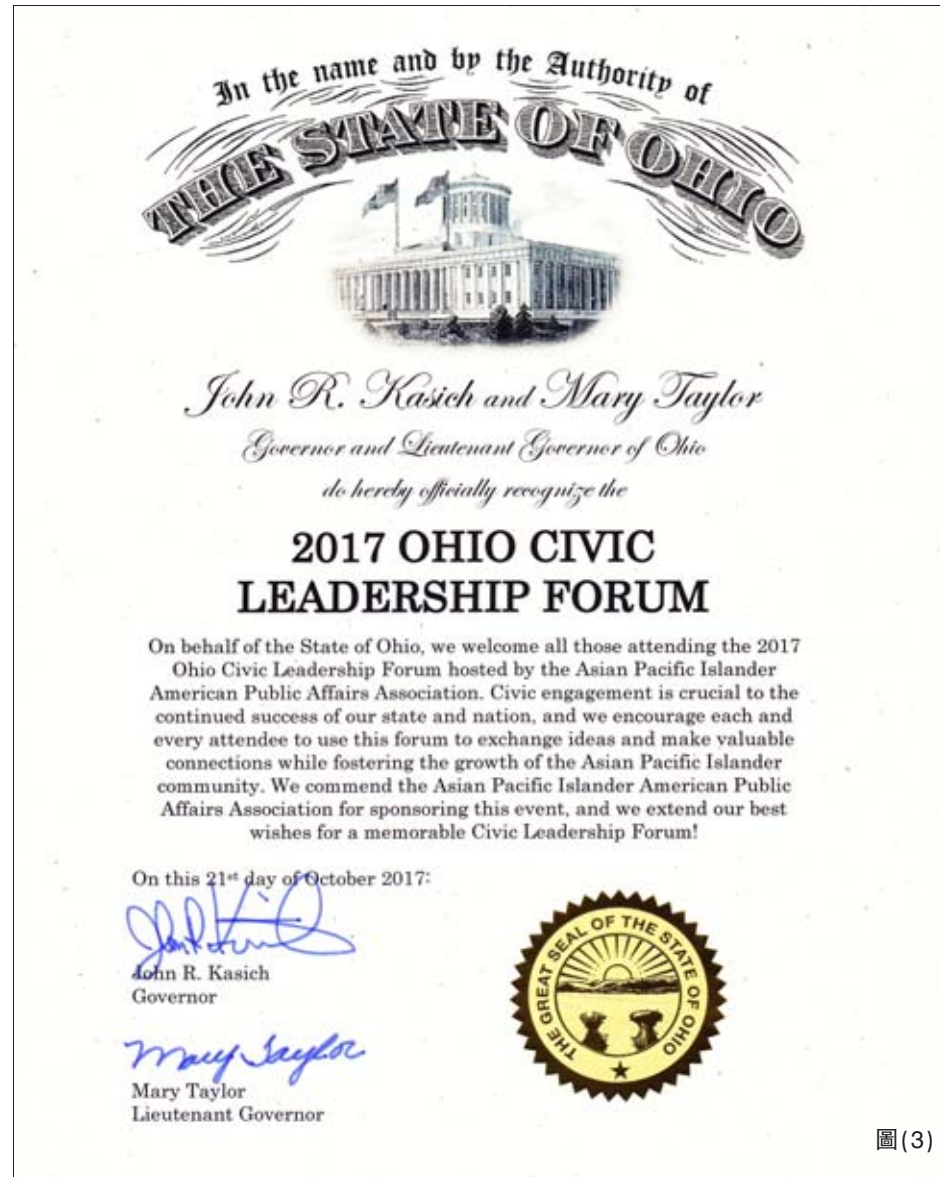 In the name and by the Authority of
THE STATE OF OHIO
John R. Kasich and Mary Taylor
Governor and Lieutenant Governor of Ohio
do hereby officially recognize the
2017 OHIO CIVIC
LEADERSHIP FORUM
On behalf of the State of Ohio, we welcome all those attending the 2017
Ohio Civic Leadership Forum hosted by the Asian Pacific Islander
American Public Affairs Association. Civic engagement is crucial to the
continued success of our state and nation, and we encourage each and
every attendee to use this forum to exchange ideas and make valuable
connections while fostering the growth of the Asian Pacific Islander
community. We commend the Asian Pacific Islander American Public
Affairs Association for sponsoring this event, and we extend our best
wishes for a memorable Civic Leadership Forum!
On this 21st day of October 2017:
John R. Kasich
Governor
Mary Taylor
Mary Taylor
Lieutenant Governor
THE GREAT SEAL OF THE STATE OF OHIO
圖(3)